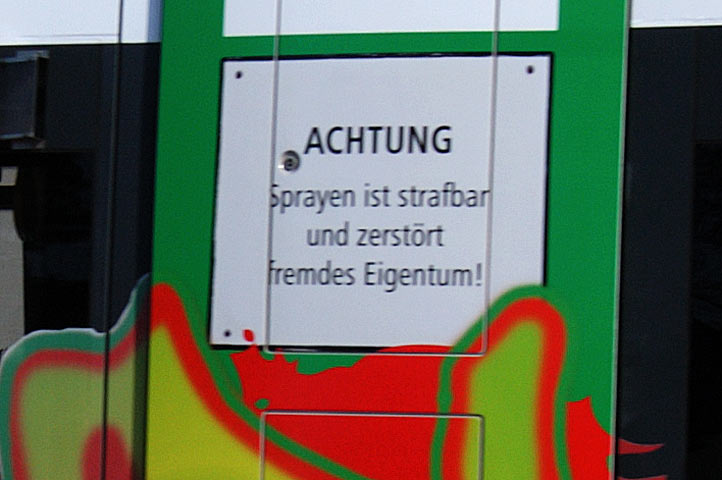 ACHTUNG
Sprayen ist strafbar
und zerstört
fremdes Eigentum!